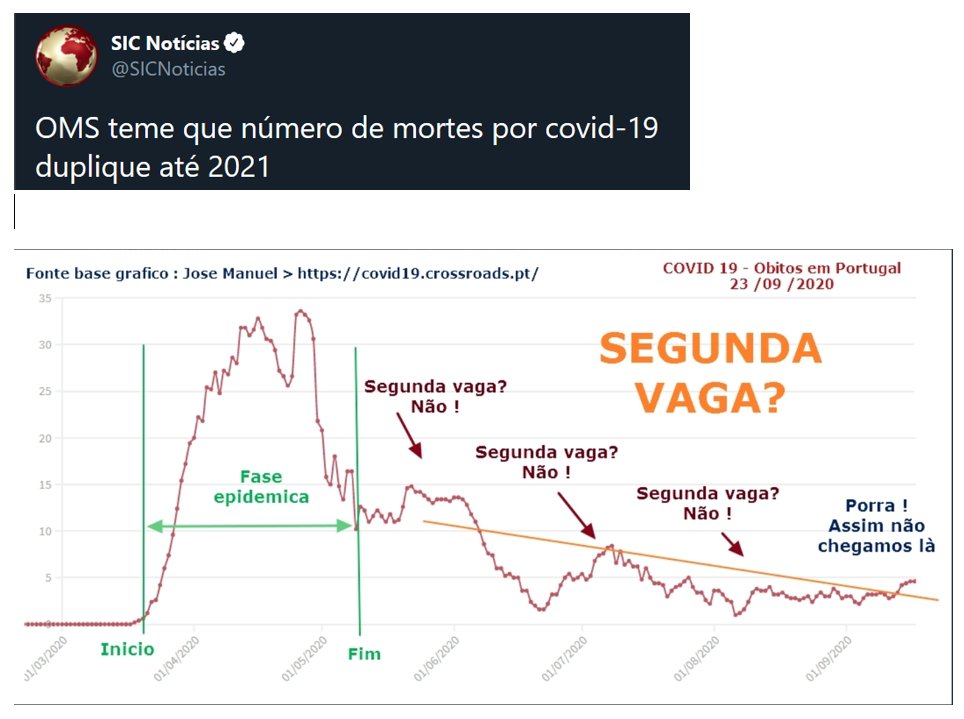 SIC Notícias
@SICNoticias
OMS teme que número de mortes por covid-19
duplique até 2021
Fonte base grafico : Jose Manuel > https://covid19.crossroads.pt/
COVID 19 - Obitos em Portugal
23 /09 /2020
SEGUNDA
VAGA?
Segunda vaga?
Não !
Segunda vaga?
Não !
Segunda vaga?
Não !
Porra !
Assim não
chegamos là
Fase
epidemica
35
30
25
20
15
10
5
0
Inicio
Fim
01/03/2020
01/04/2020
01/05/2020
01/06/2020
01/07/2020
01/08/2020
01/09/2020